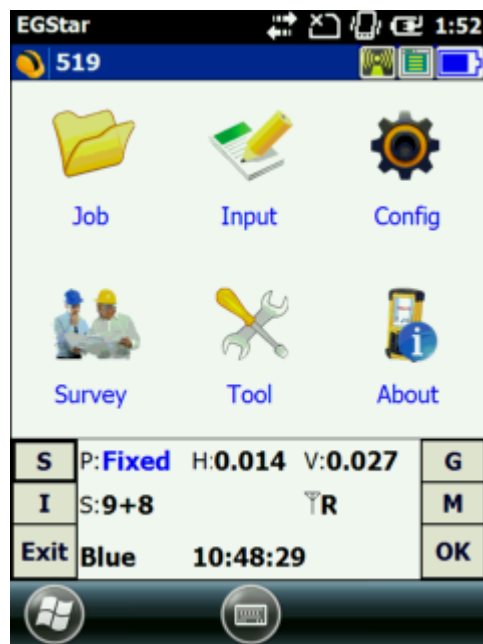 EGStar 1:52
519
Job Input Config
Survey Tool About
S P:Fixed H:0.014 V:0.027 G
I S:9+8 R M
Exit Blue 10:48:29 OK